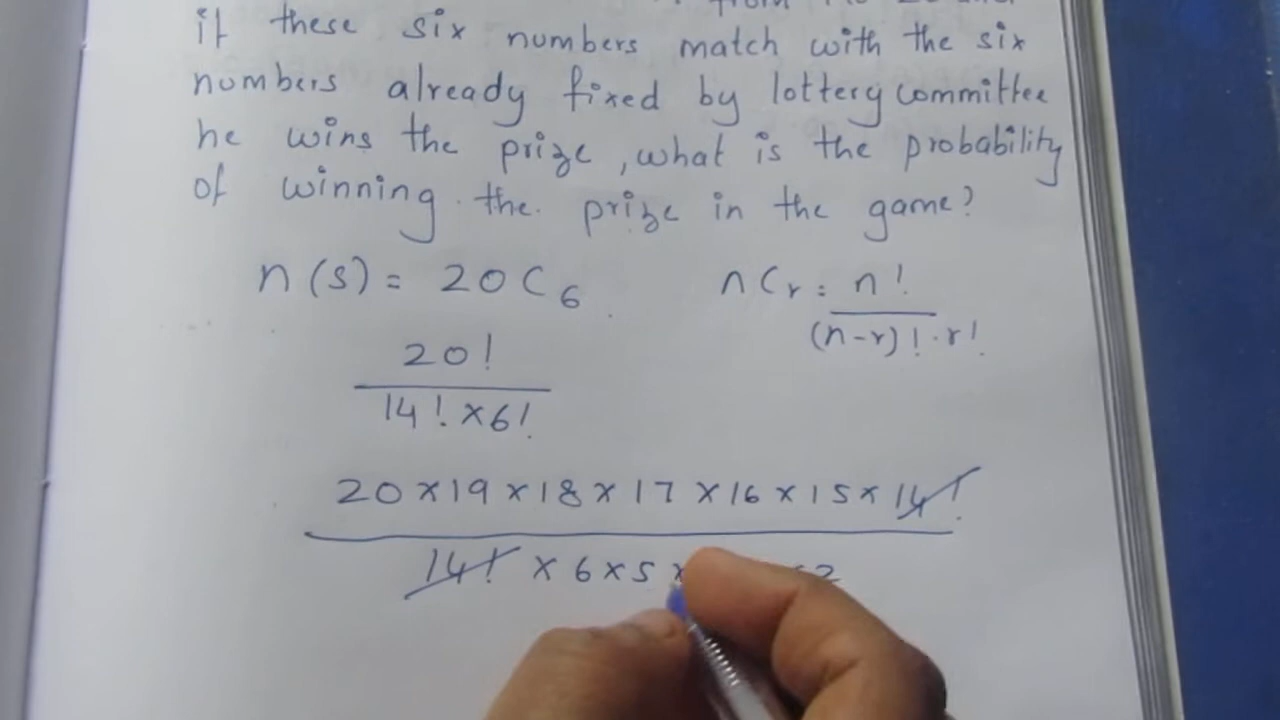 if these six numbers match with the six
numbers already fixed by lottery committee
he wins the prize, what is the probability
of winning the prize in the game?
n(s) = 20C6
nCr = n!
(n-r)! . r!
20!
14! × 6!
20 × 19 × 18 × 17 × 16 × 15 × 14!
14! × 6 × 5 × 2